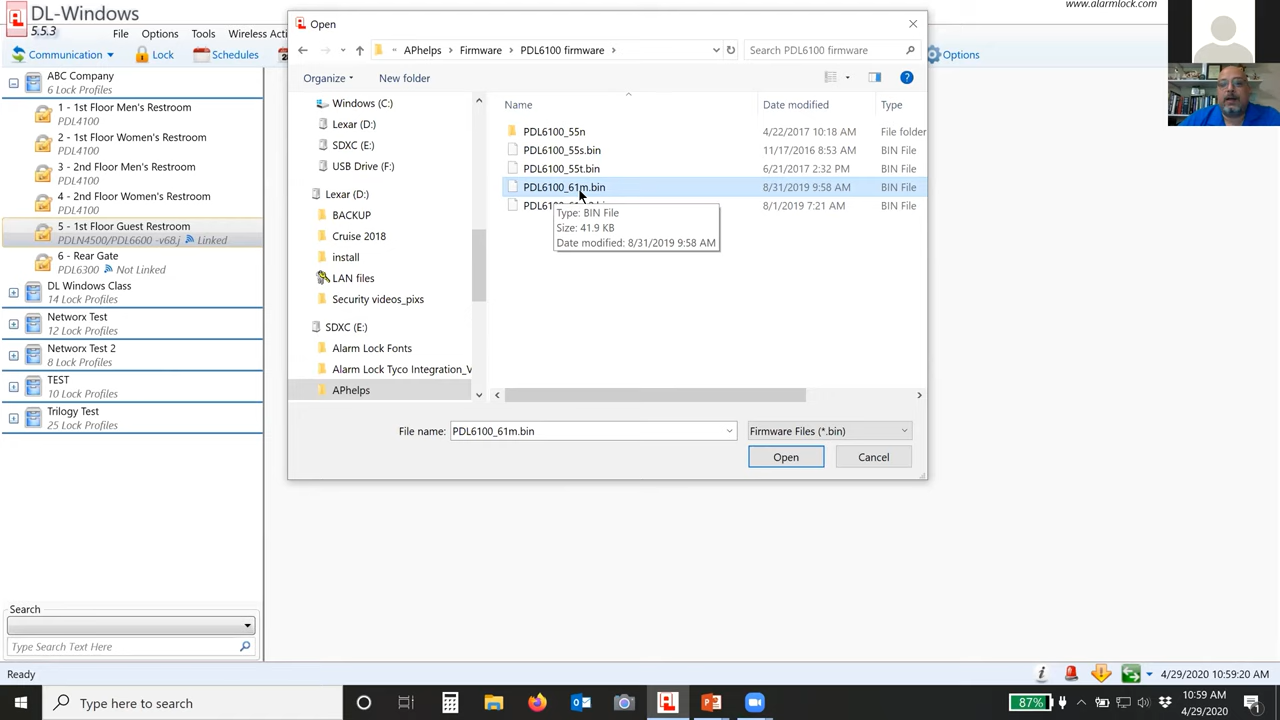 DL-Windows
5.5.3
File
Options
Tools
Wireless Acti
www.alarmlock.com
Communication
Lock
Schedules
Options
ABC Company
6 Lock Profiles
1 - 1st Floor Men's Restroom
PDL4100
2 - 1st Floor Women's Restroom
PDL4100
3 - 2nd Floor Men's Restroom
PDL4100
4 - 2nd Floor Women's Restroom
PDL4100
5 - 1st Floor Guest Restroom
PDLN4500/PDL6600 -v68.j Linked
6 - Rear Gate
PDL6300 Not Linked
DL Windows Class
14 Lock Profiles
Networx Test
12 Lock Profiles
Networx Test 2
8 Lock Profiles
TEST
10 Lock Profiles
Trilogy Test
25 Lock Profiles
Search
Type Search Text Here
Ready
Open
« APhelps > Firmware > PDL6100 firmware >
Search PDL6100 firmware
Organize
New folder
Windows (C:)
Lexar (D:)
SDXC (E:)
USB Drive (F:)
Lexar (D:)
BACKUP
Cruise 2018
install
LAN files
Security videos_pixs
SDXC (E:)
Alarm Lock Fonts
Alarm Lock Tyco Integration_V
APhelps
Name
Date modified
Type
PDL6100_55n
4/22/2017 10:18 AM
File folder
PDL6100_55s.bin
11/17/2016 8:53 AM
BIN File
PDL6100_55t.bin
6/21/2017 2:32 PM
BIN File
PDL6100_61m.bin
8/31/2019 9:58 AM
BIN File
8/1/2019 7:21 AM
BIN File
Type: BIN File
Size: 41.9 KB
Date modified: 8/31/2019 9:58 AM
File name:
PDL6100_61m.bin
Firmware Files (*.bin)
Open
Cancel
4/29/2020 10:59:20 AM
Type here to search
87%
10:59 AM
4/29/2020
1